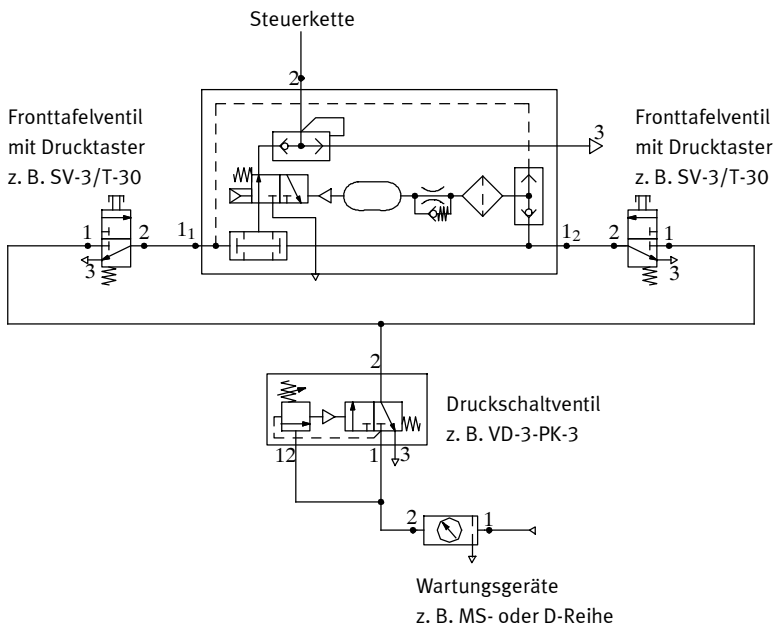 Steuerkette
2
Fronttafelventil
mit Drucktaster
z. B. SV-3/T-30
Fronttafelventil
mit Drucktaster
z. B. SV-3/T-30
3
1
2
3
1₁
1₂
2
1
3
2
Druckschaltventil
z. B. VD-3-PK-3
12
1
3
2
1
Wartungsgeräte
z. B. MS- oder D-Reihe